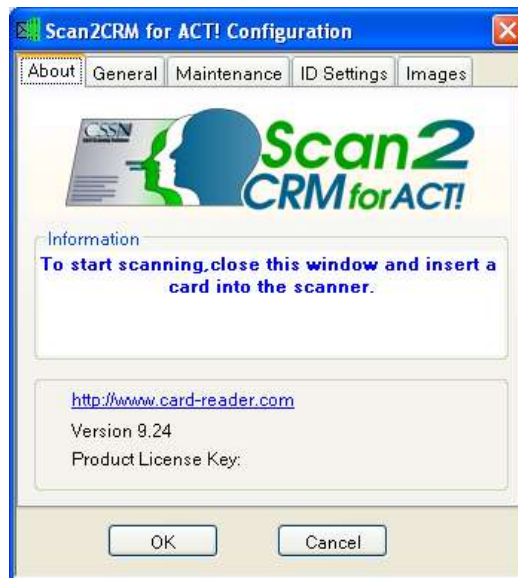 Scan2CRM for ACT! Configuration
About General Maintenance ID Settings Images
CSSN
Scan2
CRM for ACT!
Information
To start scanning,close this window and insert a
card into the scanner.
http://www.card-reader.com
Version 9.24
Product License Key:
OK Cancel